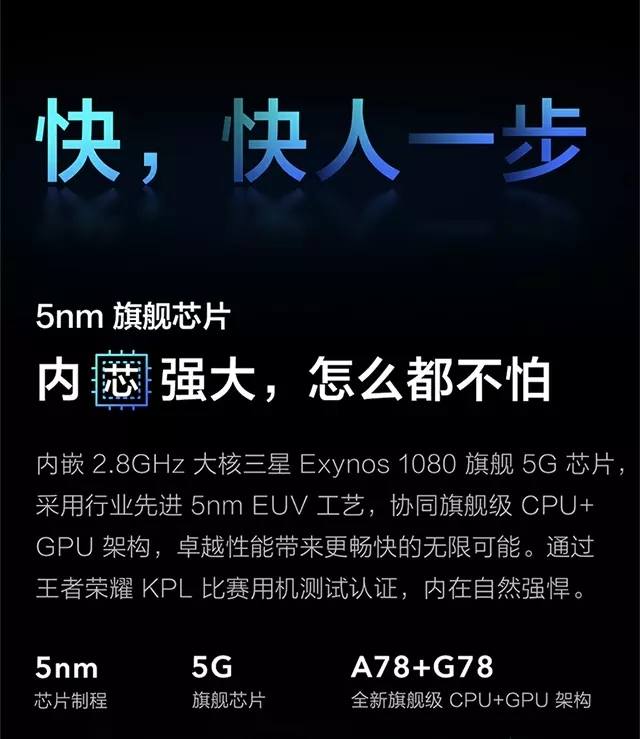 快，快人一步
5nm 旗舰芯片
内芯强大，怎么都不怕
内嵌 2.8GHz 大核三星 Exynos 1080 旗舰 5G 芯片，
采用行业先进 5nm EUV 工艺，协同旗舰级 CPU+
GPU 架构，卓越性能带来更畅快的无限可能。通过
王者荣耀 KPL 比赛用机测试认证，内在自然强悍。
5nm 5G A78+G78
芯片制程 旗舰芯片 全新旗舰级 CPU+GPU 架构